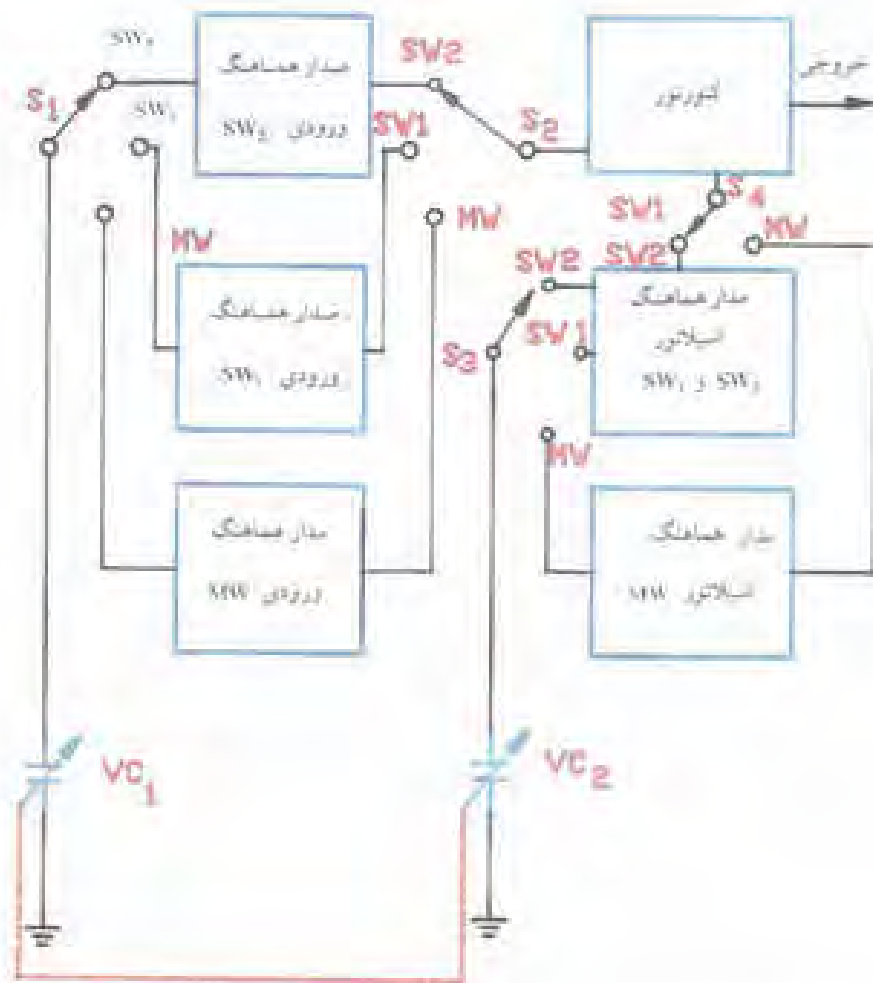 SW₂
مدار هماهنگ
ورودی SW₂
SW2
S1
SW₁
SW1
S2
خروجی
S4
SW1
MW
SW2
MW
MW
SW2
مدار هماهنگ
اسیلاتور
SW₁ و SW₂
SW1
S3
مدار هماهنگ
ورودی SW₁
MW
مدار هماهنگ
ورودی MW
مدار هماهنگ
اسیلاتور MW
VC1
VC2